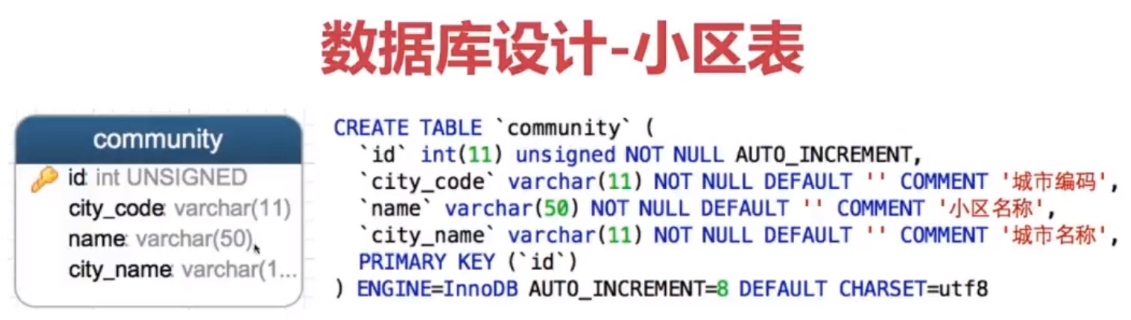 数据库设计-小区表
community
id: int UNSIGNED
city_code: varchar(11)
name: varchar(50)
city_name: varchar(1...
CREATE TABLE `community` (
`id` int(11) unsigned NOT NULL AUTO_INCREMENT,
`city_code` varchar(11) NOT NULL DEFAULT '' COMMENT '城市编码',
`name` varchar(50) NOT NULL DEFAULT '' COMMENT '小区名称',
`city_name` varchar(11) NOT NULL DEFAULT '' COMMENT '城市名称',
PRIMARY KEY (`id`)
) ENGINE=InnoDB AUTO_INCREMENT=8 DEFAULT CHARSET=utf8